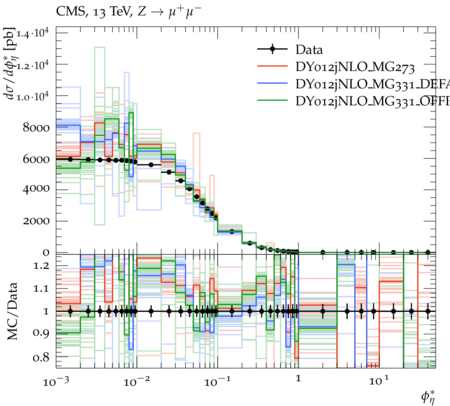 CMS, 13 TeV, Z → μ⁺μ⁻
dσ/dϕ*η [pb]
1.4·10⁴
1.2·10⁴
1.0·10⁴
8000
6000
4000
2000
0
Data
DY012jNLO_MG273
DY012jNLO_MG331_DEFA
DY012jNLO_MG331_OFFF
MC/Data
1.2
1.1
1
0.9
0.8
10⁻³ 10⁻² 10⁻¹ 1 10¹
ϕ*η